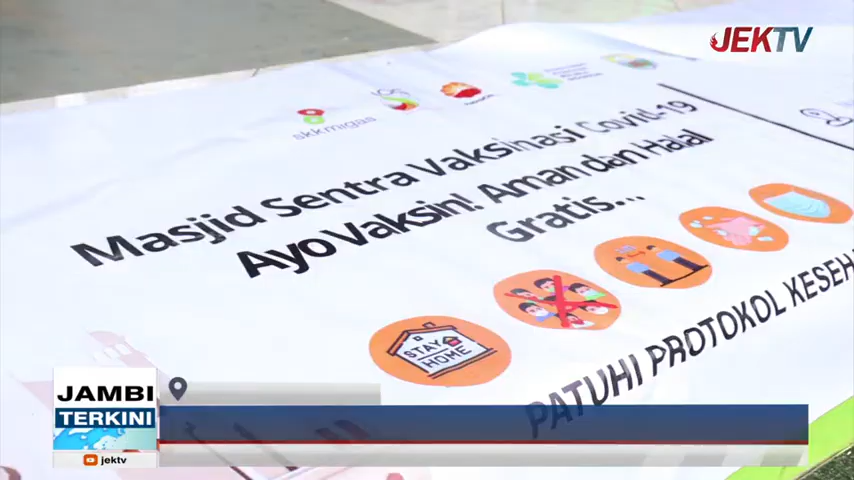 JEKTV
skkmigas
Masjid Sentra Vaksinasi Covid-19
Ayo Vaksin! Aman dan Halal
Gratis...
STAY
HOME
PATUHI PROTOKOL KESEH
JAMBI
TERKINI
jektv